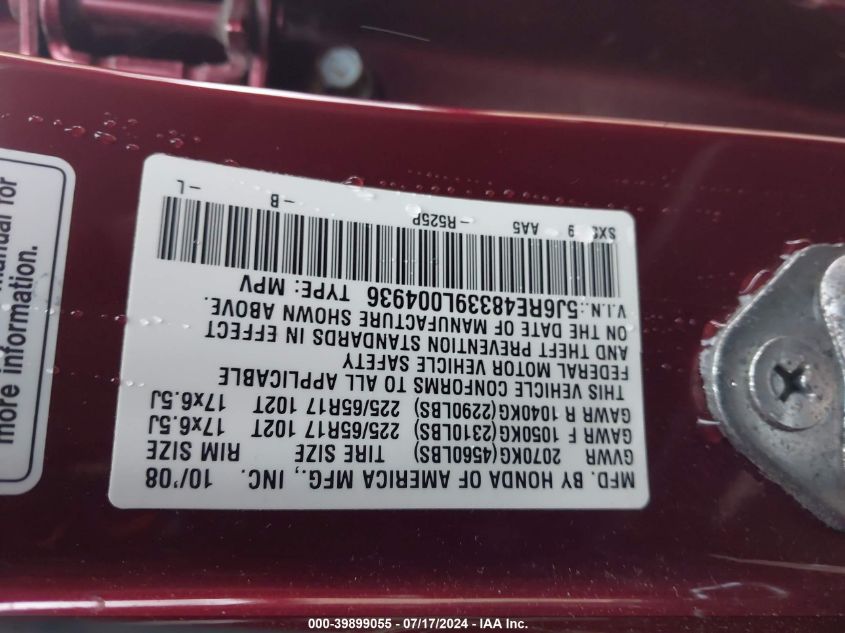 MFD. BY HONDA OF AMERICA MFG., INC. 10/'08
GVWR 2070KG(4560LBS) TIRE SIZE RIM SIZE
GAWR F 1050KG(2310LBS) 225/65R17 102T 17x6.5J
GAWR R 1040KG(2290LBS) 225/65R17 102T 17x6.5J
THIS VEHICLE CONFORMS TO ALL APPLICABLE
FEDERAL MOTOR VEHICLE SAFETY
AND THEFT PREVENTION STANDARDS IN EFFECT
ON THE DATE OF MANUFACTURE SHOWN ABOVE.
V.I.N.: 5J6RE48339L004936 TYPE: MPV
9 AA5 -R525P -B -L
manual for
more information.
000-39899055 - 07/17/2024 - IAA Inc.